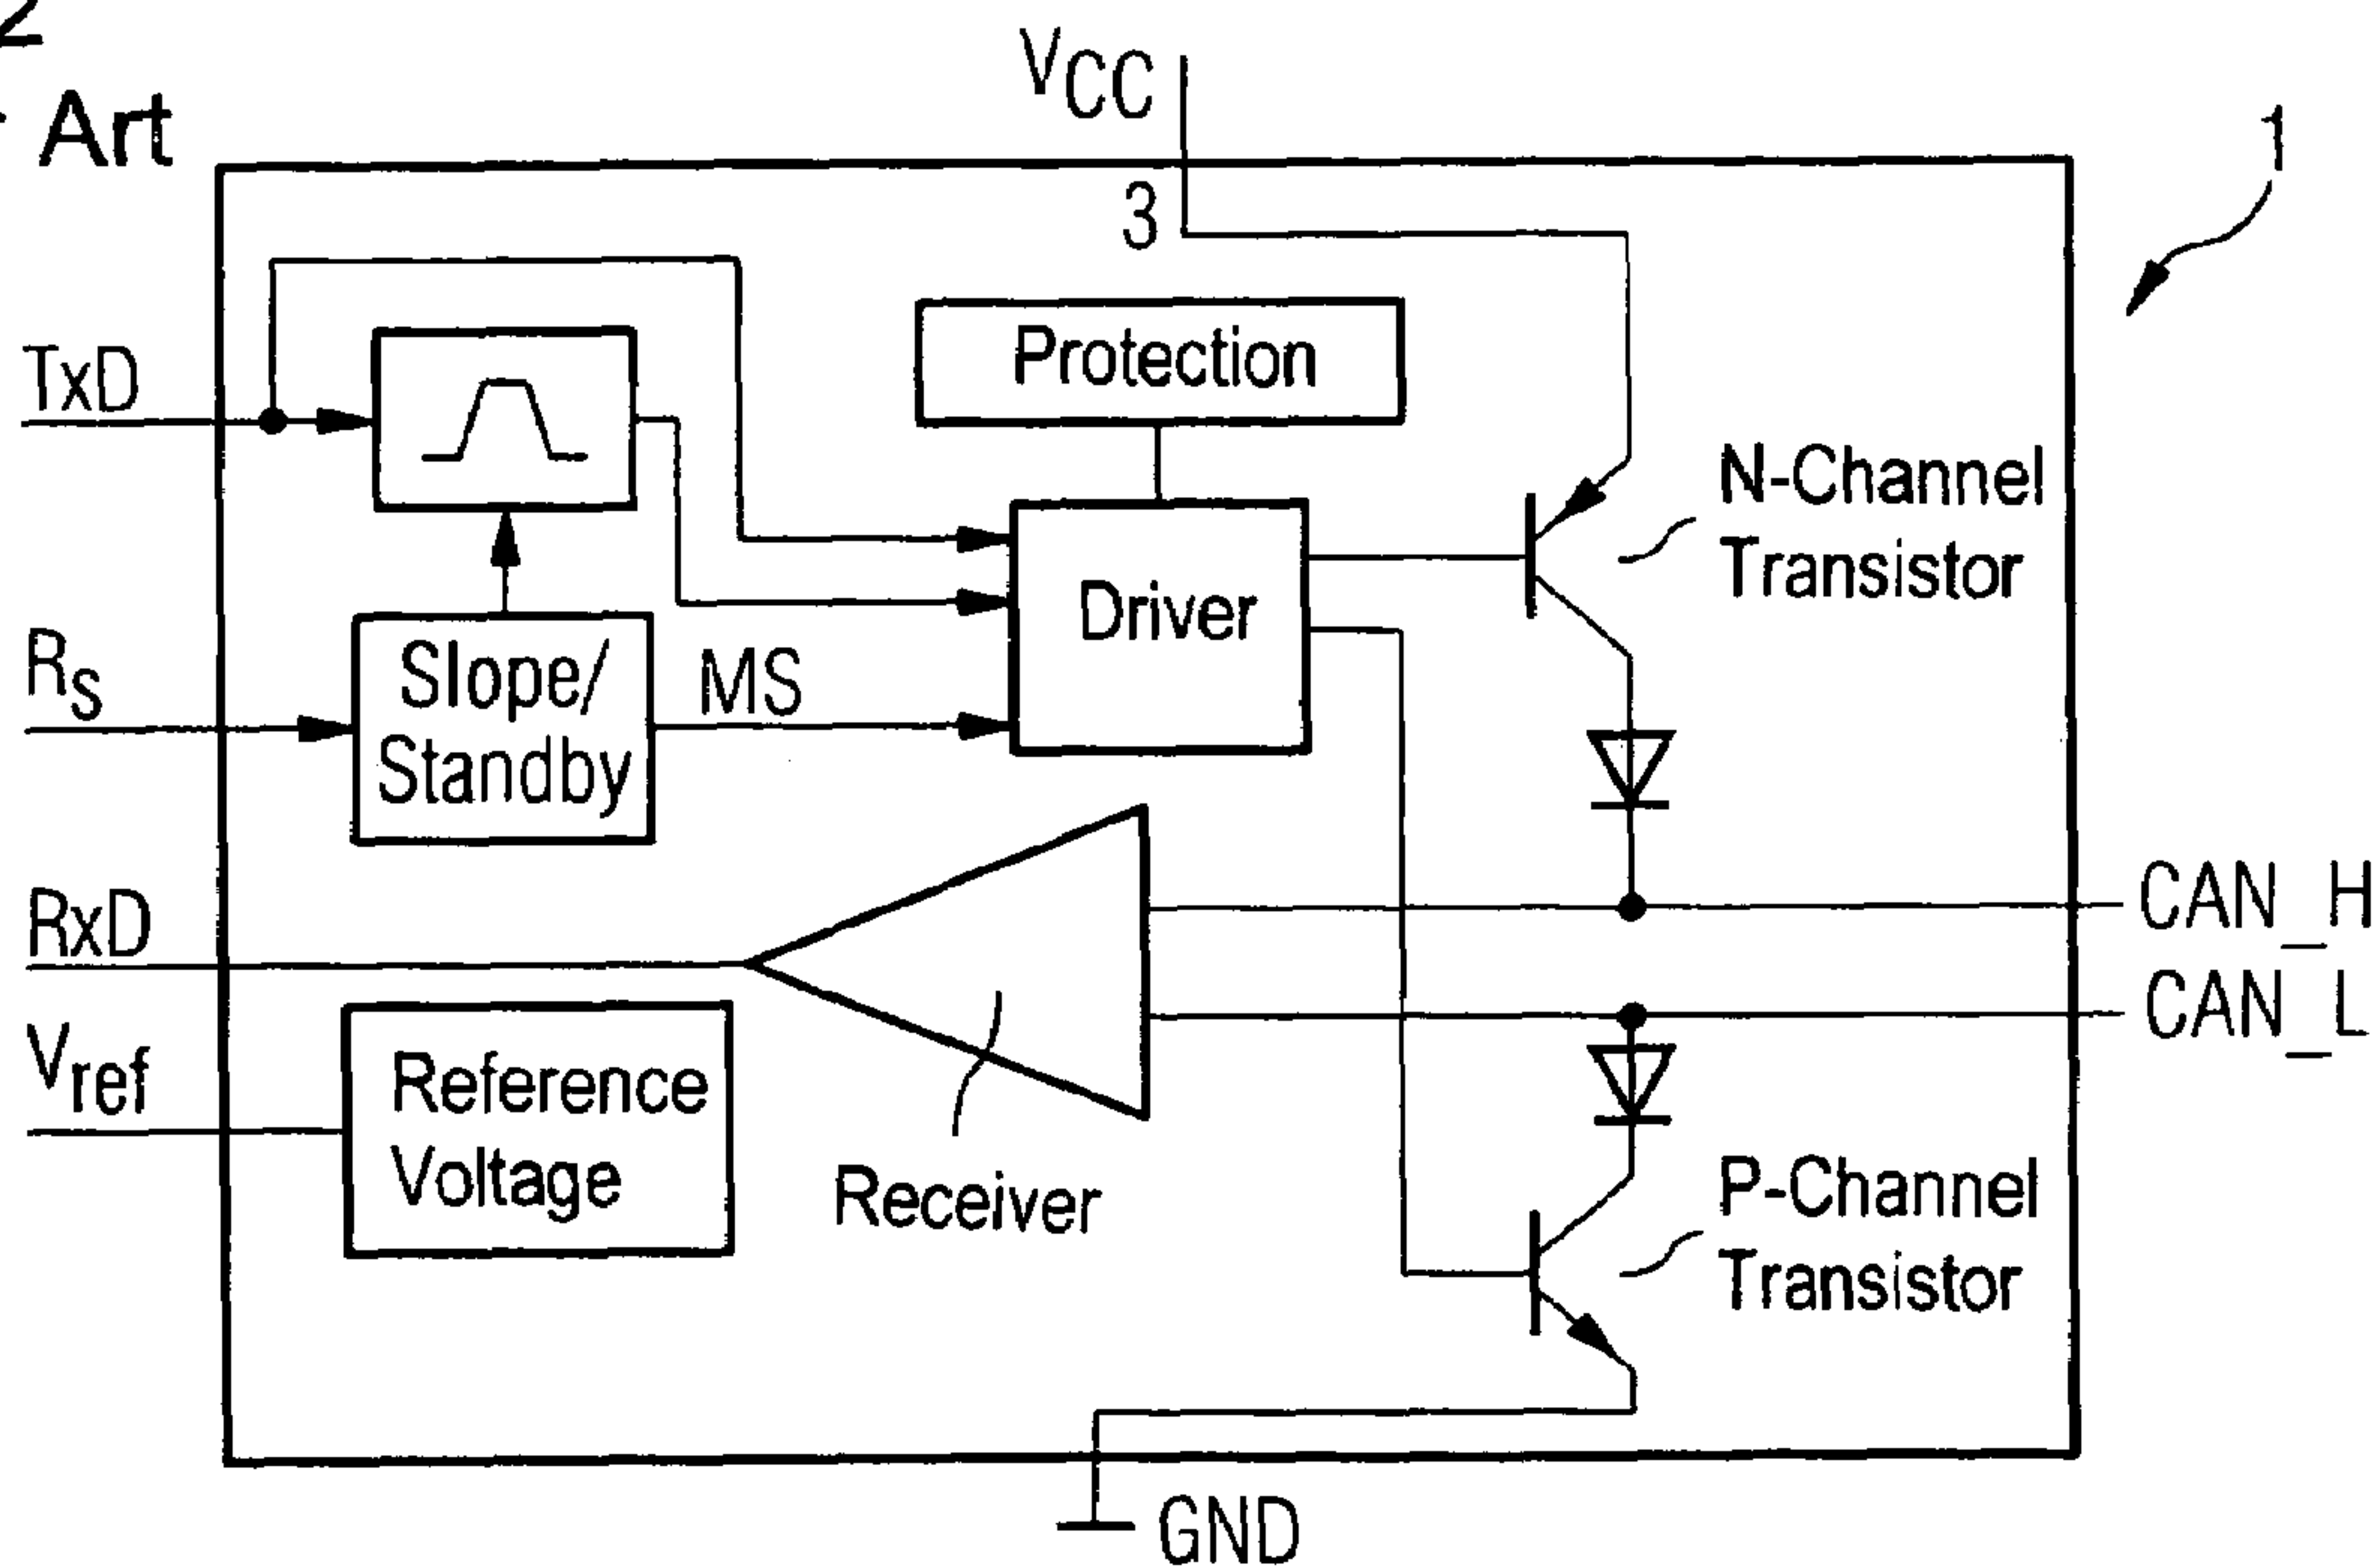 2
Art
VCC
1
3
TxD
Protection
N-Channel
Transistor
Driver
Rs
Slope/
Standby
MS
RxD
CAN_H
CAN_L
Vref
Reference
Voltage
Receiver
P-Channel
Transistor
GND